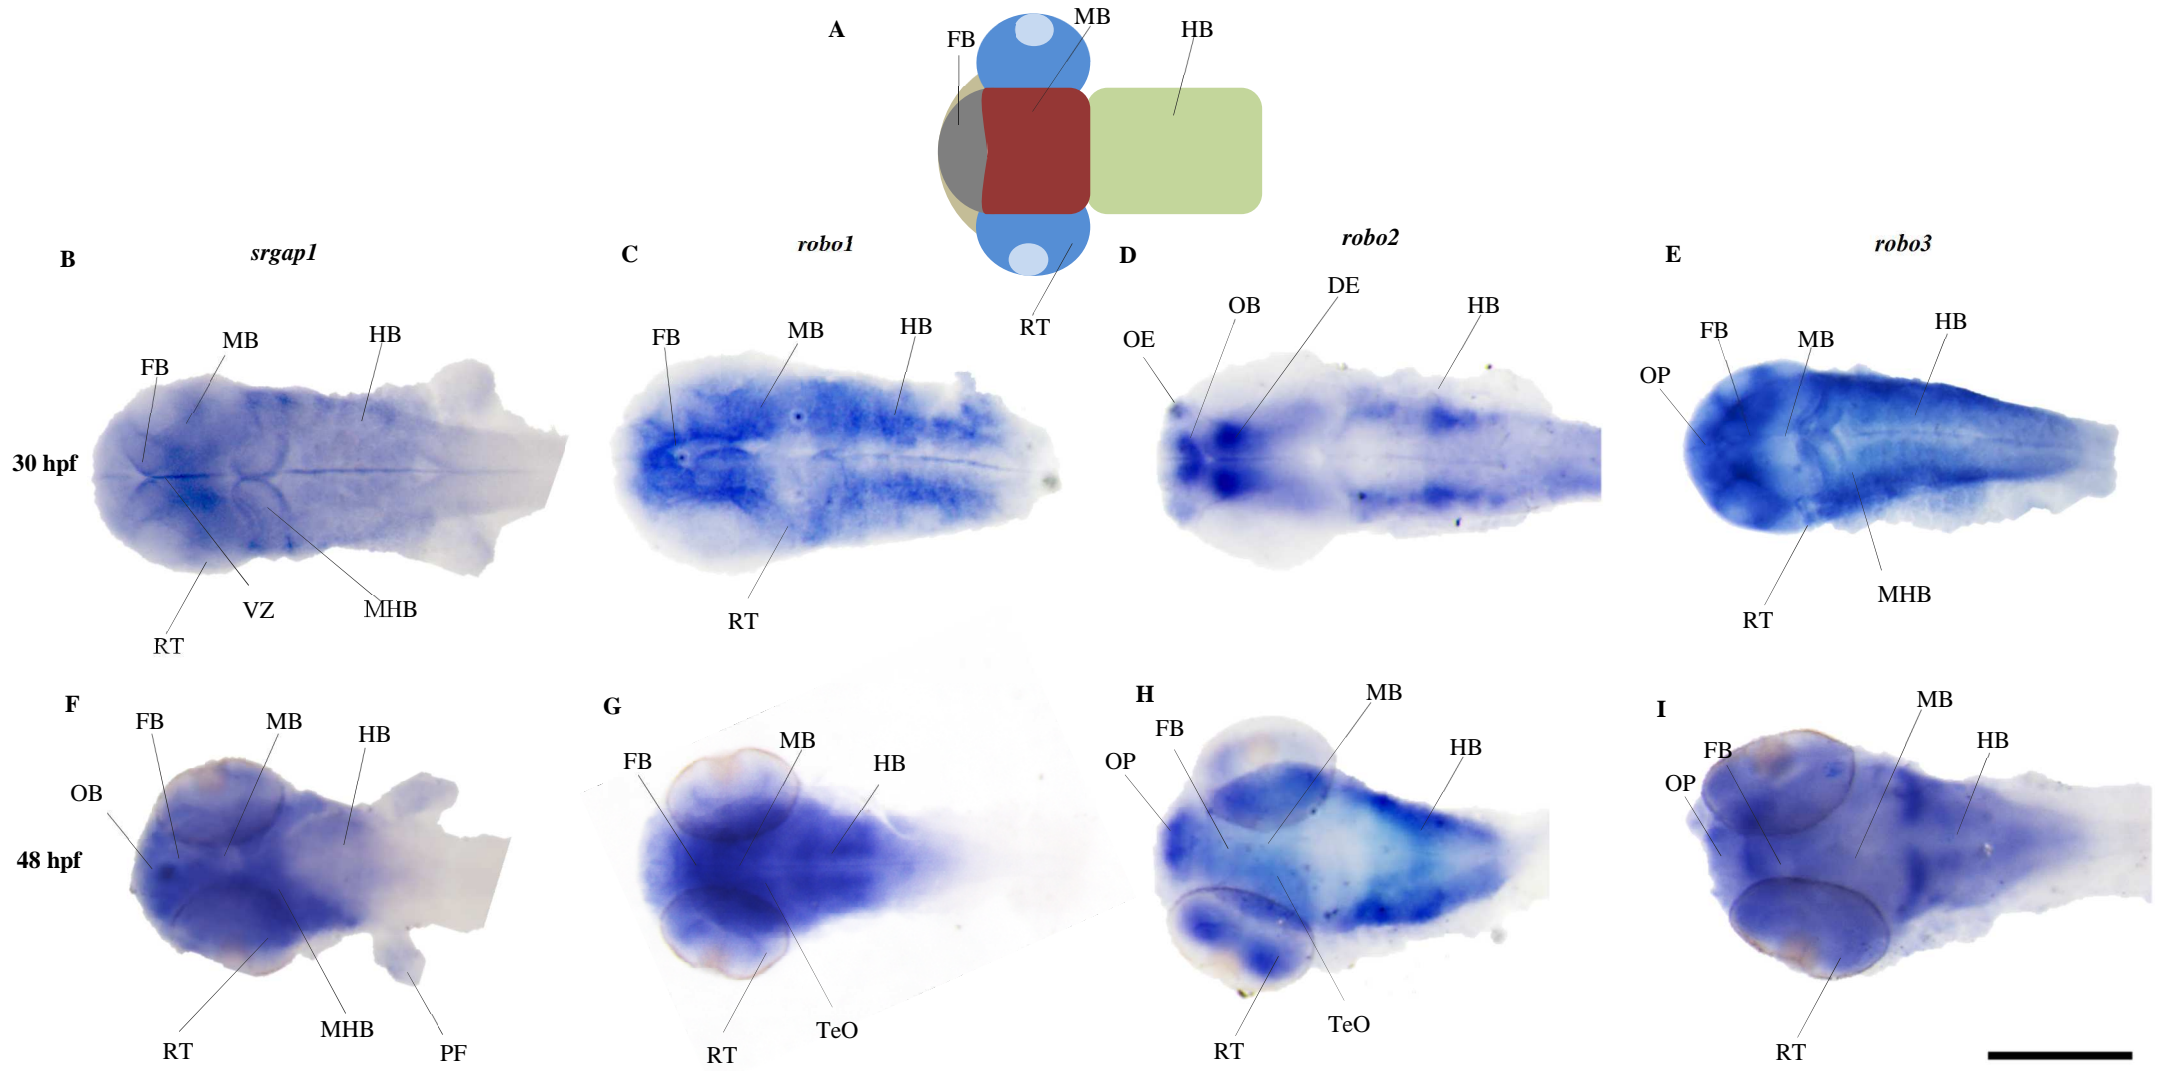 A
FB
MB
HB
RT
B
srgap1
C
robo1
D
robo2
E
robo3
30 hpf
FB
MB
HB
RT
VZ
MHB
FB
MB
HB
RT
OE
OB
DE
HB
OP
FB
MB
HB
RT
MHB
48 hpf
F
OB
FB
MB
HB
RT
MHB
PF
G
FB
MB
HB
RT
TeO
H
OP
FB
MB
HB
RT
TeO
I
OP
FB
MB
HB
RT